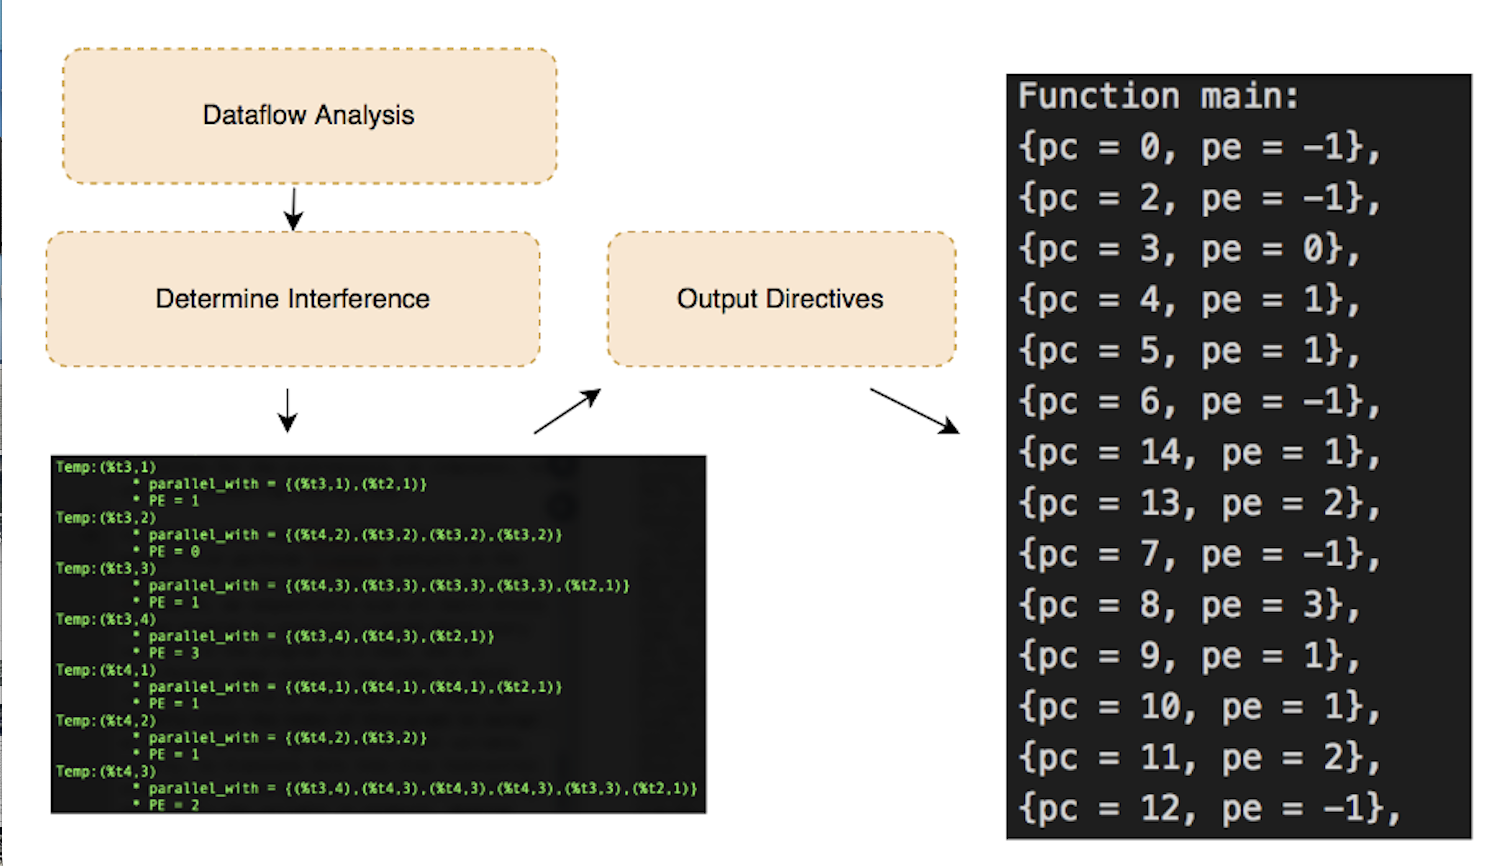 Dataflow Analysis
Determine Interference
Temp:(%t3,1)
* parallel_with = {(%t3,1),(%t2,1)}
* PE = 1
Temp:(%t3,2)
* parallel_with = {(%t4,2),(%t3,2),(%t3,2),(%t3,2)}
* PE = 0
Temp:(%t3,3)
* parallel_with = {(%t4,3),(%t3,3),(%t3,3),(%t3,3),(%t2,1)}
* PE = 1
Temp:(%t3,4)
* parallel_with = {(%t3,4),(%t4,3),(%t2,1)}
* PE = 3
Temp:(%t4,1)
* parallel_with = {(%t4,1),(%t4,1),(%t4,1),(%t2,1)}
* PE = 1
Temp:(%t4,2)
* parallel_with = {(%t4,2),(%t3,2)}
* PE = 1
Temp:(%t4,3)
* parallel_with = {(%t3,4),(%t4,3),(%t4,3),(%t4,3),(%t3,3),(%t2,1)}
* PE = 2
Output Directives
Function main:
{pc = 0, pe = -1},
{pc = 2, pe = -1},
{pc = 3, pe = 0},
{pc = 4, pe = 1},
{pc = 5, pe = 1},
{pc = 6, pe = -1},
{pc = 14, pe = 1},
{pc = 13, pe = 2},
{pc = 7, pe = -1},
{pc = 8, pe = 3},
{pc = 9, pe = 1},
{pc = 10, pe = 1},
{pc = 11, pe = 2},
{pc = 12, pe = -1},